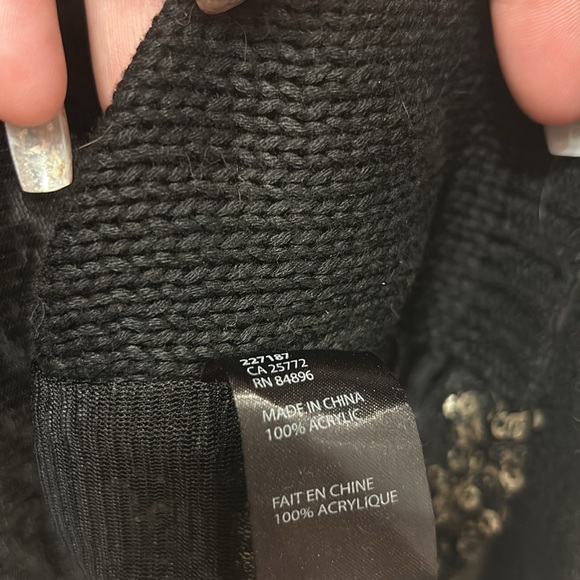 227187
CA 25772
RN 84896
MADE IN CHINA
100% ACRYLIC
FAIT EN CHINE
100% ACRYLIQUE